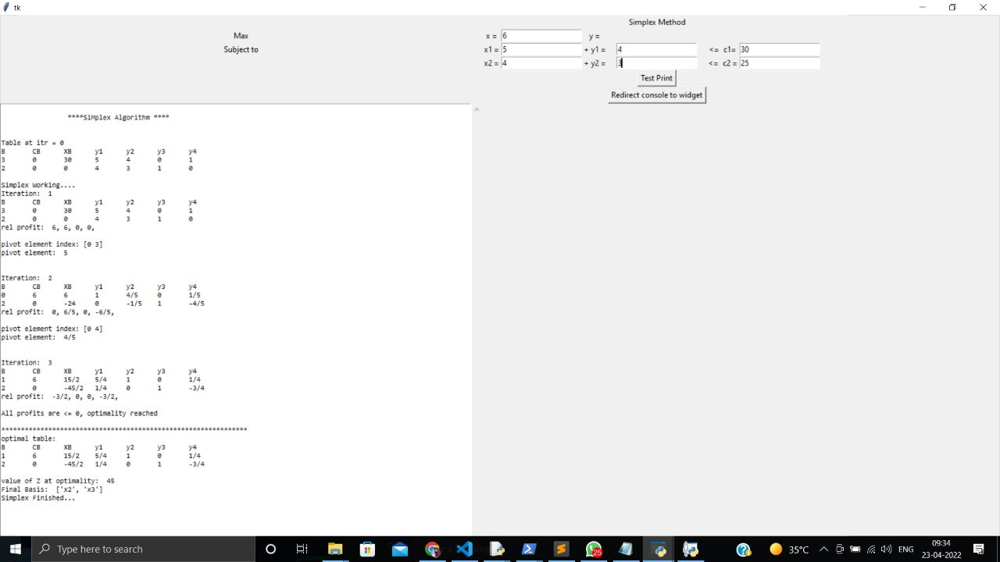 tk
Simplex Method
Max x = 6 y =
Subject to x1 = 5 + y1 = 4 <= c1= 30
x2 = 4 + y2 = 3 <= c2 = 25
Test Print
Redirect console to widget
****SiMplex Algorithm ****
Table at itr = 0
B CB XB y1 y2 y3 y4
3 0 30 5 4 0 1
2 0 0 4 3 1 0
Simplex Working....
Iteration: 1
B CB XB y1 y2 y3 y4
3 0 30 5 4 0 1
2 0 0 4 3 1 0
rel profit: 6, 6, 0, 0,
pivot element index: [0 3]
pivot element: 5
Iteration: 2
B CB XB y1 y2 y3 y4
0 6 6 1 4/5 0 1/5
2 0 -24 0 -1/5 1 -4/5
rel profit: 0, 6/5, 0, -6/5,
pivot element index: [0 4]
pivot element: 4/5
Iteration: 3
B CB XB y1 y2 y3 y4
1 6 15/2 5/4 1 0 1/4
2 0 -45/2 1/4 0 1 -3/4
rel profit: -3/2, 0, 0, -3/2,
All profits are <= 0, optimality reached
***************************************************************
optimal table:
B CB XB y1 y2 y3 y4
1 6 15/2 5/4 1 0 1/4
2 0 -45/2 1/4 0 1 -3/4
value of Z at optimality: 45
Final Basis: ['x2', 'x3']
Simplex Finished...
Type here to search
25
35°C
ENG
09:34
23-04-2022